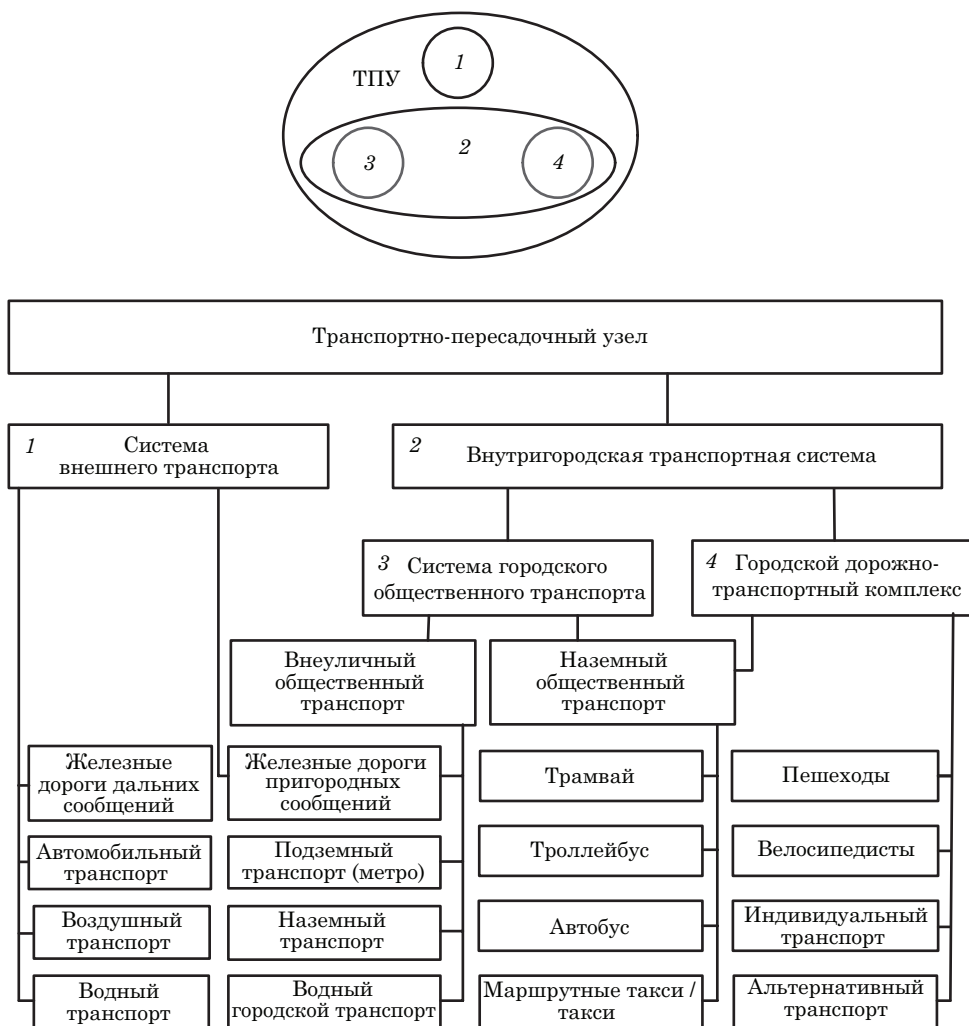 1
ТПУ
2
3
4
Транспортно-пересадочный узел
1 Система
внешнего транспорта
2 Внутригородская транспортная система
3 Система городского
общественного транспорта
4 Городской дорожно-
транспортный комплекс
Внеуличный
общественный
транспорт
Наземный
общественный
транспорт
Железные
дороги дальних
сообщений
Железные дороги
пригородных
сообщений
Трамвай
Пешеходы
Автомобильный
транспорт
Подземный
транспорт (метро)
Троллейбус
Велосипедисты
Воздушный
транспорт
Наземный
транспорт
Автобус
Индивидуальный
транспорт
Водный
транспорт
Водный
городской транспорт
Маршрутные такси /
такси
Альтернативный
транспорт